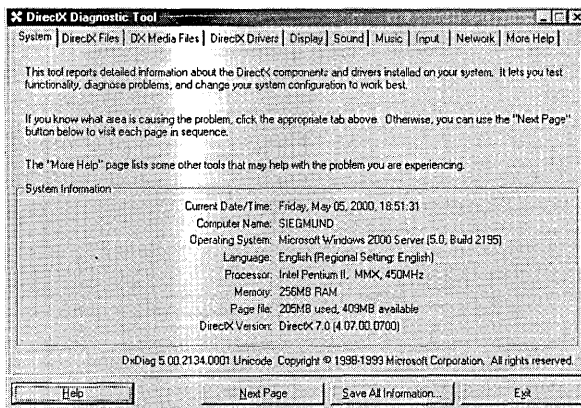 DirectX Diagnostic Tool
System DirectX Files DX Media Files DirectX Drivers Display Sound Music Input Network More Help
This tool reports detailed information about the DirectX components and drivers installed on your system. It lets you test
functionality, diagnose problems, and change your system configuration to work best.
If you know what area is causing the problem, click the appropriate tab above. Otherwise, you can use the "Next Page"
button below to visit each page in sequence.
The "More Help" page lists some other tools that may help with the problem you are experiencing.
System Information
Current Date/Time: Friday, May 05, 2000, 18:51:31
Computer Name: SIEGMUND
Operating System: Microsoft Windows 2000 Server (5.0, Build 2195)
Language: English (Regional Setting: English)
Processor: Intel Pentium II, MMX, 450MHz
Memory: 256MB RAM
Page file: 205MB used, 409MB available
DirectX Version: DirectX 7.0 (4.07.00.0700)
DxDiag 5.00.2134.0001 Unicode Copyright © 1998-1999 Microsoft Corporation. All rights reserved.
Help Next Page Save All Information... Exit